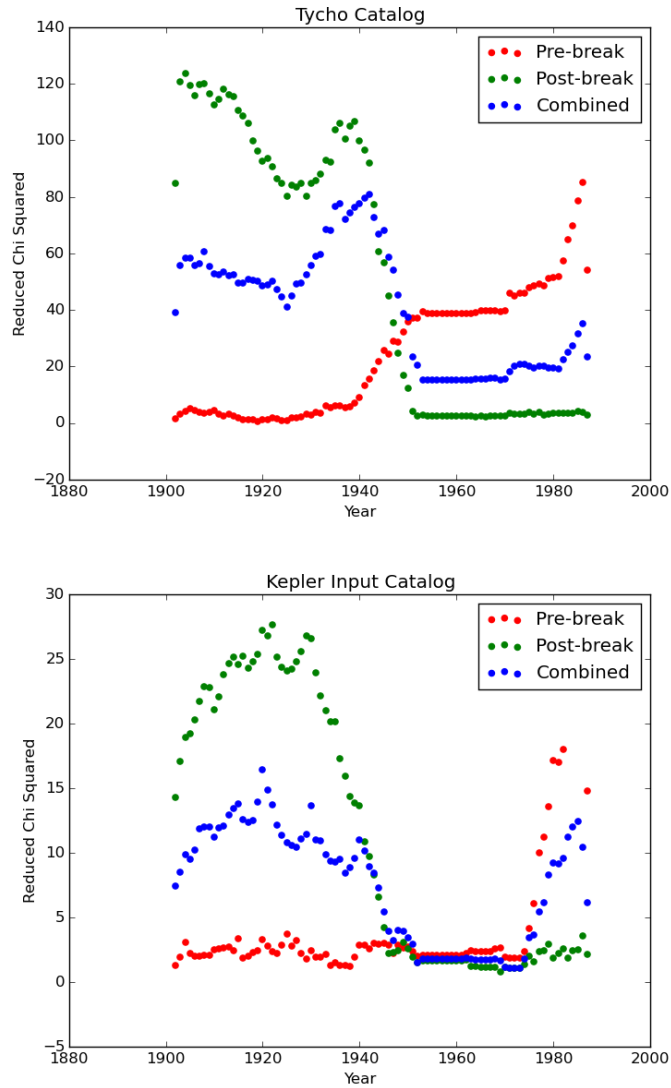 Tycho Catalog
140
120
100
80
60
40
20
0
−20
Reduced Chi Squared
Pre-break
Post-break
Combined
1880 1900 1920 1940 1960 1980 2000
Year
Kepler Input Catalog
30
25
20
15
10
5
0
−5
Reduced Chi Squared
Pre-break
Post-break
Combined
1880 1900 1920 1940 1960 1980 2000
Year